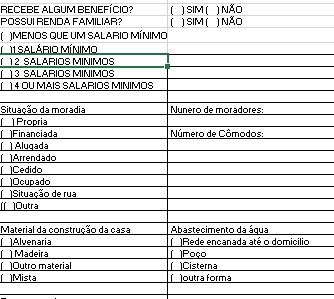 RECEBE ALGUM BENEFÍCIO? ( ) SIM ( ) NÃO
POSSUI RENDA FAMILIAR? ( ) SIM ( ) NÃO
( )MENOS QUE UM SALARIO MÍNIMO
( )1 SALÁRIO MÍNIMO
( ) 2 SALARIOS MINIMOS
( ) 3 SALARIOS MINIMOS
( ) 4 OU MAIS SALARIOS MINIMOS
Situação da moradia Nunero de moradores:
( ) Propria
( )Financiada Número de Cômodos:
( ) Alugada
( )Arrendado
( )Cedido
( )Ocupado
( )Situação de rua
(( )Outra
Material da construção da casa Abastecimento da água
( )Alvenaria ( )Rede encanada até o domicilio
( ) Madeira ( )Poço
( )Outro material ( )Cisterna
( )Mista ( )outra forma